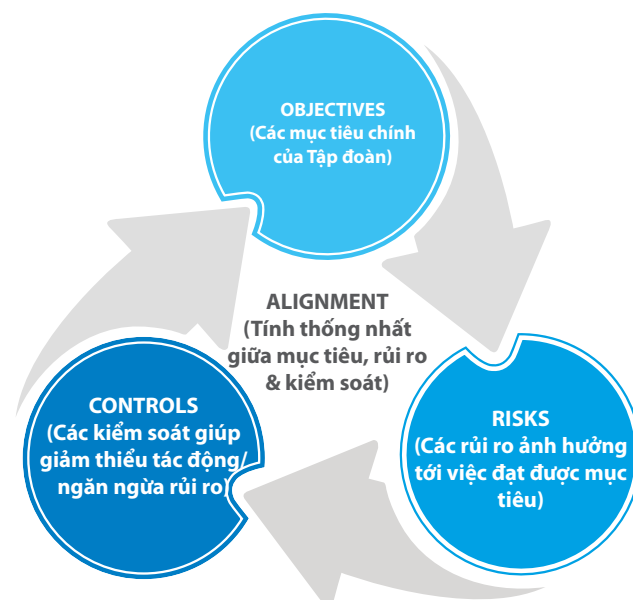 OBJECTIVES
(Các mục tiêu chính
của Tập đoàn)
ALIGNMENT
(Tính thống nhất
giữa mục tiêu, rủi ro
& kiểm soát)
CONTROLS
(Các kiểm soát giúp
giảm thiểu tác động/
ngăn ngừa rủi ro)
RISKS
(Các rủi ro ảnh hưởng
tới việc đạt được mục
tiêu)